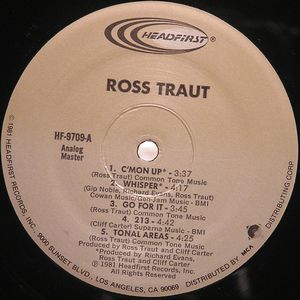 HEADFIRST®
ROSS TRAUT
HF-9709-A
Analog
Master
1. C'MON UP* - 3:37
(Ross Traut) Common Tone Music
2. WHISPER* - 4:17
(Gip Noble, Richard Evans, Ross Traut)
Cowan Music/Gen-Jam Music - BMI
3. GO FOR IT - 3:45
(Ross Traut) Common Tone Music
4. 213 - 4:42
(Cliff Carter) Suparna Music - BMI
5. TONAL AREAS - 4:25
(Ross Traut) Common Tone Music
Produced by Ross Traut and Cliff Carter
*Produced by Richard Evans,
Ross Traut and Cliff Carter
℗ 1981 Headfirst Records, Inc.
All Rights Reserved
© 1981 HEADFIRST RECORDS, INC. 9000 SUNSET BLVD., LOS ANGELES, CA 90069 DISTRIBUTED BY MCA DISTRIBUTING CORP.